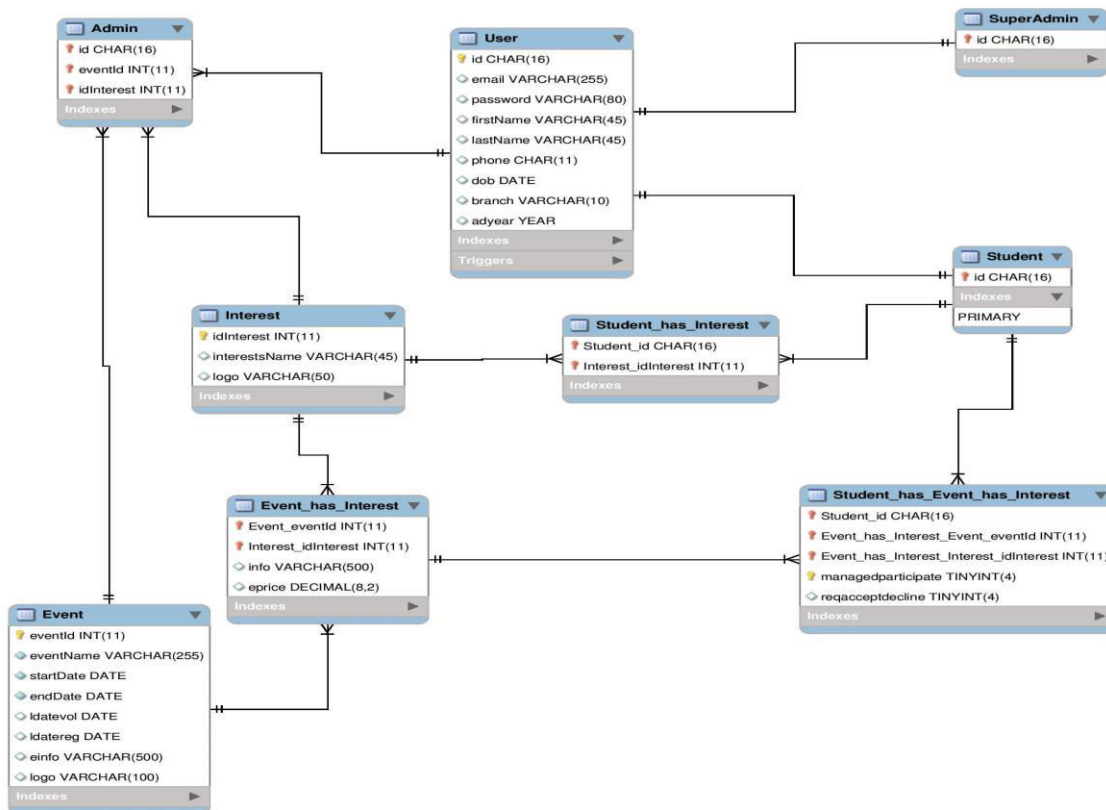 Admin
id CHAR(16)
eventId INT(11)
idInterest INT(11)
Indexes
User
id CHAR(16)
email VARCHAR(255)
password VARCHAR(80)
firstName VARCHAR(45)
lastName VARCHAR(45)
phone CHAR(11)
dob DATE
branch VARCHAR(10)
adyear YEAR
Indexes
Triggers
SuperAdmin
id CHAR(16)
Indexes
Student
id CHAR(16)
Indexes
PRIMARY
Interest
idInterest INT(11)
interestsName VARCHAR(45)
logo VARCHAR(50)
Indexes
Student_has_Interest
Student_id CHAR(16)
Interest_idInterest INT(11)
Indexes
Event_has_Interest
Event_eventId INT(11)
Interest_idInterest INT(11)
info VARCHAR(500)
eprice DECIMAL(8,2)
Indexes
Student_has_Event_has_Interest
Student_id CHAR(16)
Event_has_Interest_Event_eventId INT(11)
Event_has_Interest_Interest_idInterest INT(11)
managedparticipate TINYINT(4)
reqacceptdecline TINYINT(4)
Indexes
Event
eventId INT(11)
eventName VARCHAR(255)
startDate DATE
endDate DATE
ldatevol DATE
ldatereg DATE
einfo VARCHAR(500)
logo VARCHAR(100)
Indexes